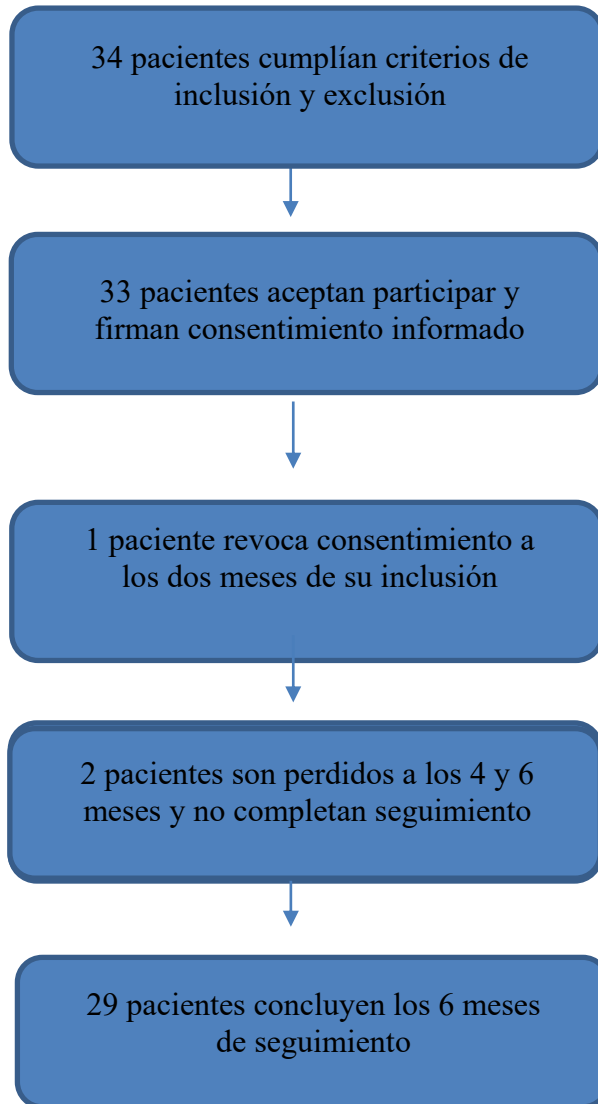 34 pacientes cumplían criterios de
inclusión y exclusión
33 pacientes aceptan participar y
firman consentimiento informado
1 paciente revoca consentimiento a
los dos meses de su inclusión
2 pacientes son perdidos a los 4 y 6
meses y no completan seguimiento
29 pacientes concluyen los 6 meses
de seguimiento